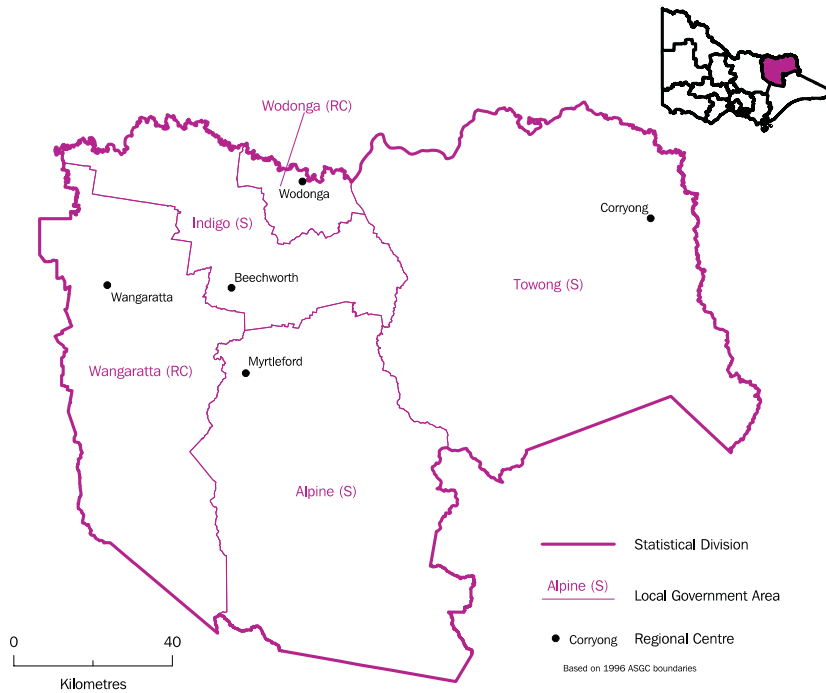 Wodonga (RC)
Wodonga
Corryong
Indigo (S)
Beechworth
Towong (S)
Wangaratta
Myrtleford
Wangaratta (RC)
Alpine (S)
Statistical Division
Alpine (S)
Local Government Area
Corryong
Regional Centre
Based on 1996 ASGC boundaries
0 40
Kilometres